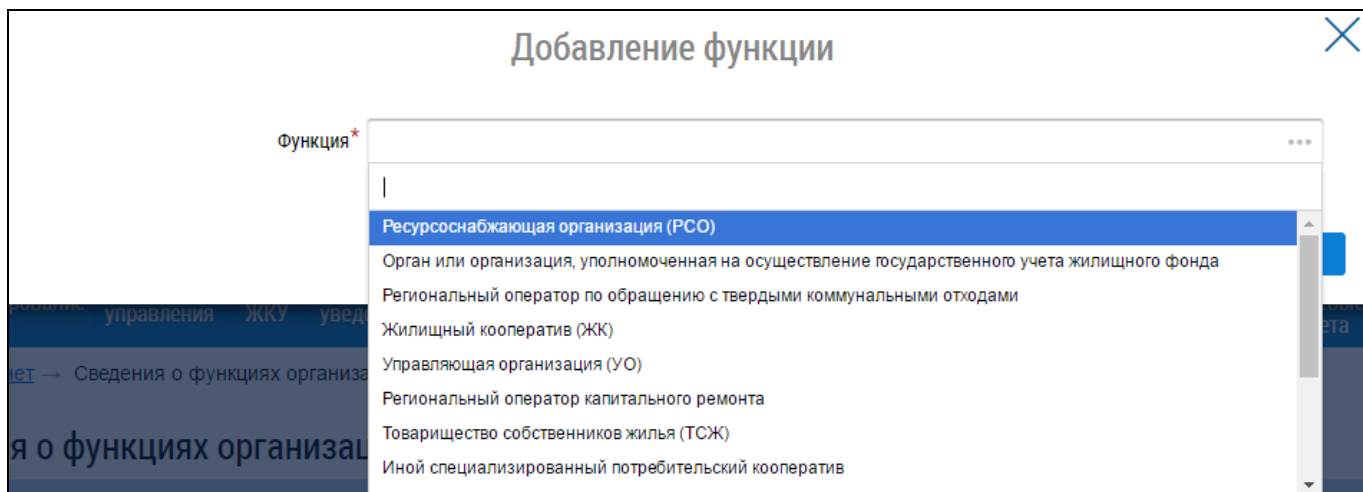 Добавление функции
Функция*
Ресурсоснабжающая организация (РСО)
Орган или организация, уполномоченная на осуществление государственного учета жилищного фонда
Региональный оператор по обращению с твердыми коммунальными отходами
управления ЖКУ
Жилищный кооператив (ЖК)
Управляющая организация (УО)
→ Сведения о функциях
Региональный оператор капитального ремонта
Товарищество собственников жилья (ТСЖ)
я о функциях
Иной специализированный потребительский кооператив